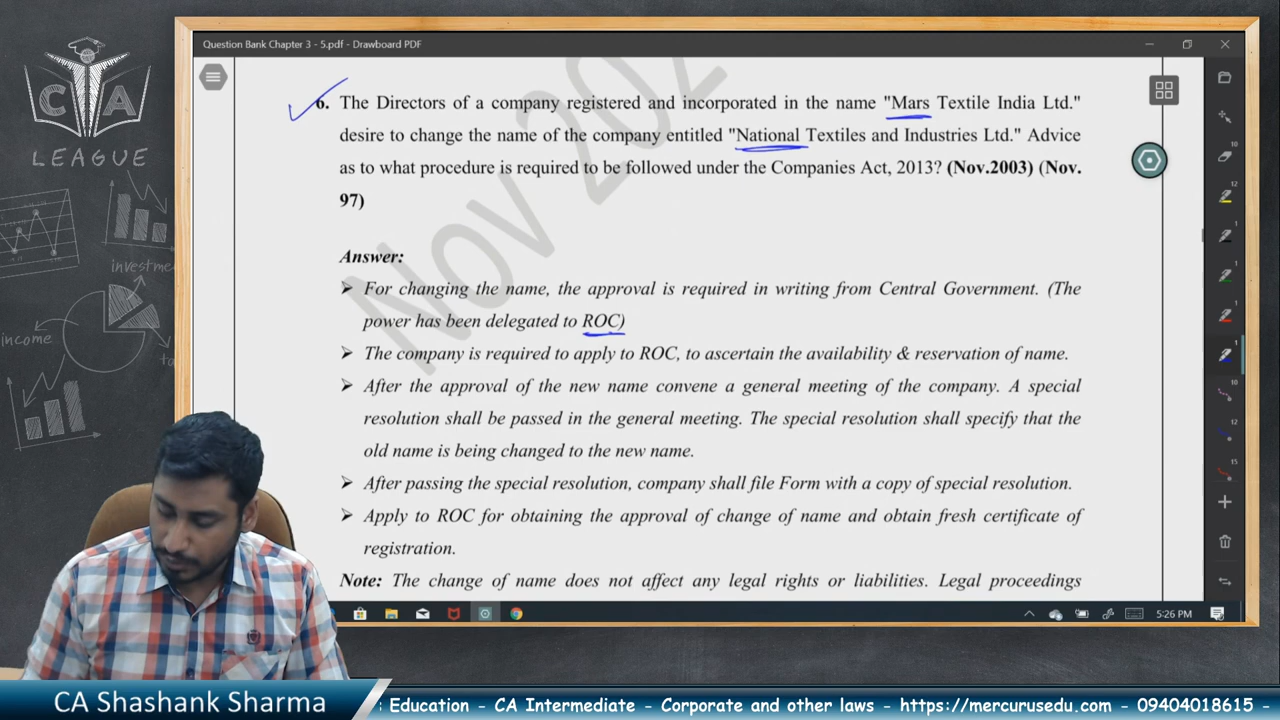 Question Bank Chapter 3 - 5.pdf - Drawboard PDF
CA
LEAGUE
investme
income
to
Nov 202
6. The Directors of a company registered and incorporated in the name "Mars Textile India Ltd."
desire to change the name of the company entitled "National Textiles and Industries Ltd." Advice
as to what procedure is required to be followed under the Companies Act, 2013? (Nov.2003) (Nov.
97)
Answer:
➢ For changing the name, the approval is required in writing from Central Government. (The
power has been delegated to ROC)
➢ The company is required to apply to ROC, to ascertain the availability & reservation of name.
➢ After the approval of the new name convene a general meeting of the company. A special
resolution shall be passed in the general meeting. The special resolution shall specify that the
old name is being changed to the new name.
➢ After passing the special resolution, company shall file Form with a copy of special resolution.
➢ Apply to ROC for obtaining the approval of change of name and obtain fresh certificate of
registration.
Note: The change of name does not affect any legal rights or liabilities. Legal proceedings
10
12
1
1
1
1
10
12
15
5:26 PM
CA Shashank Sharma
: Education - CA Intermediate - Corporate and other laws - https://mercurusedu.com - 09404018615 -